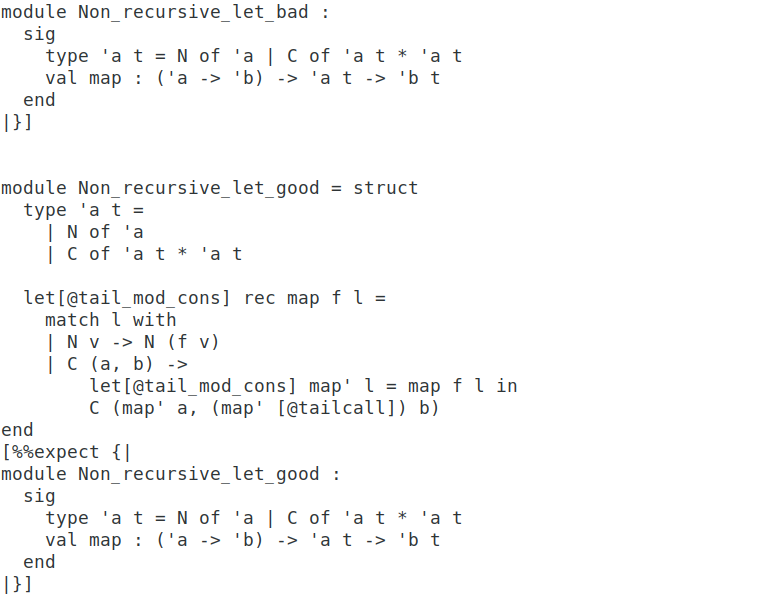 module Non_recursive_let_bad :
  sig
    type 'a t = N of 'a | C of 'a t * 'a t
    val map : ('a -> 'b) -> 'a t -> 'b t
  end
|}]
module Non_recursive_let_good = struct
  type 'a t =
    | N of 'a
    | C of 'a t * 'a t
  let[@tail_mod_cons] rec map f l =
    match l with
    | N v -> N (f v)
    | C (a, b) ->
        let[@tail_mod_cons] map' l = map f l in
        C (map' a, (map' [@tailcall]) b)
end
[%%expect {|
module Non_recursive_let_good :
  sig
    type 'a t = N of 'a | C of 'a t * 'a t
    val map : ('a -> 'b) -> 'a t -> 'b t
  end
|}]